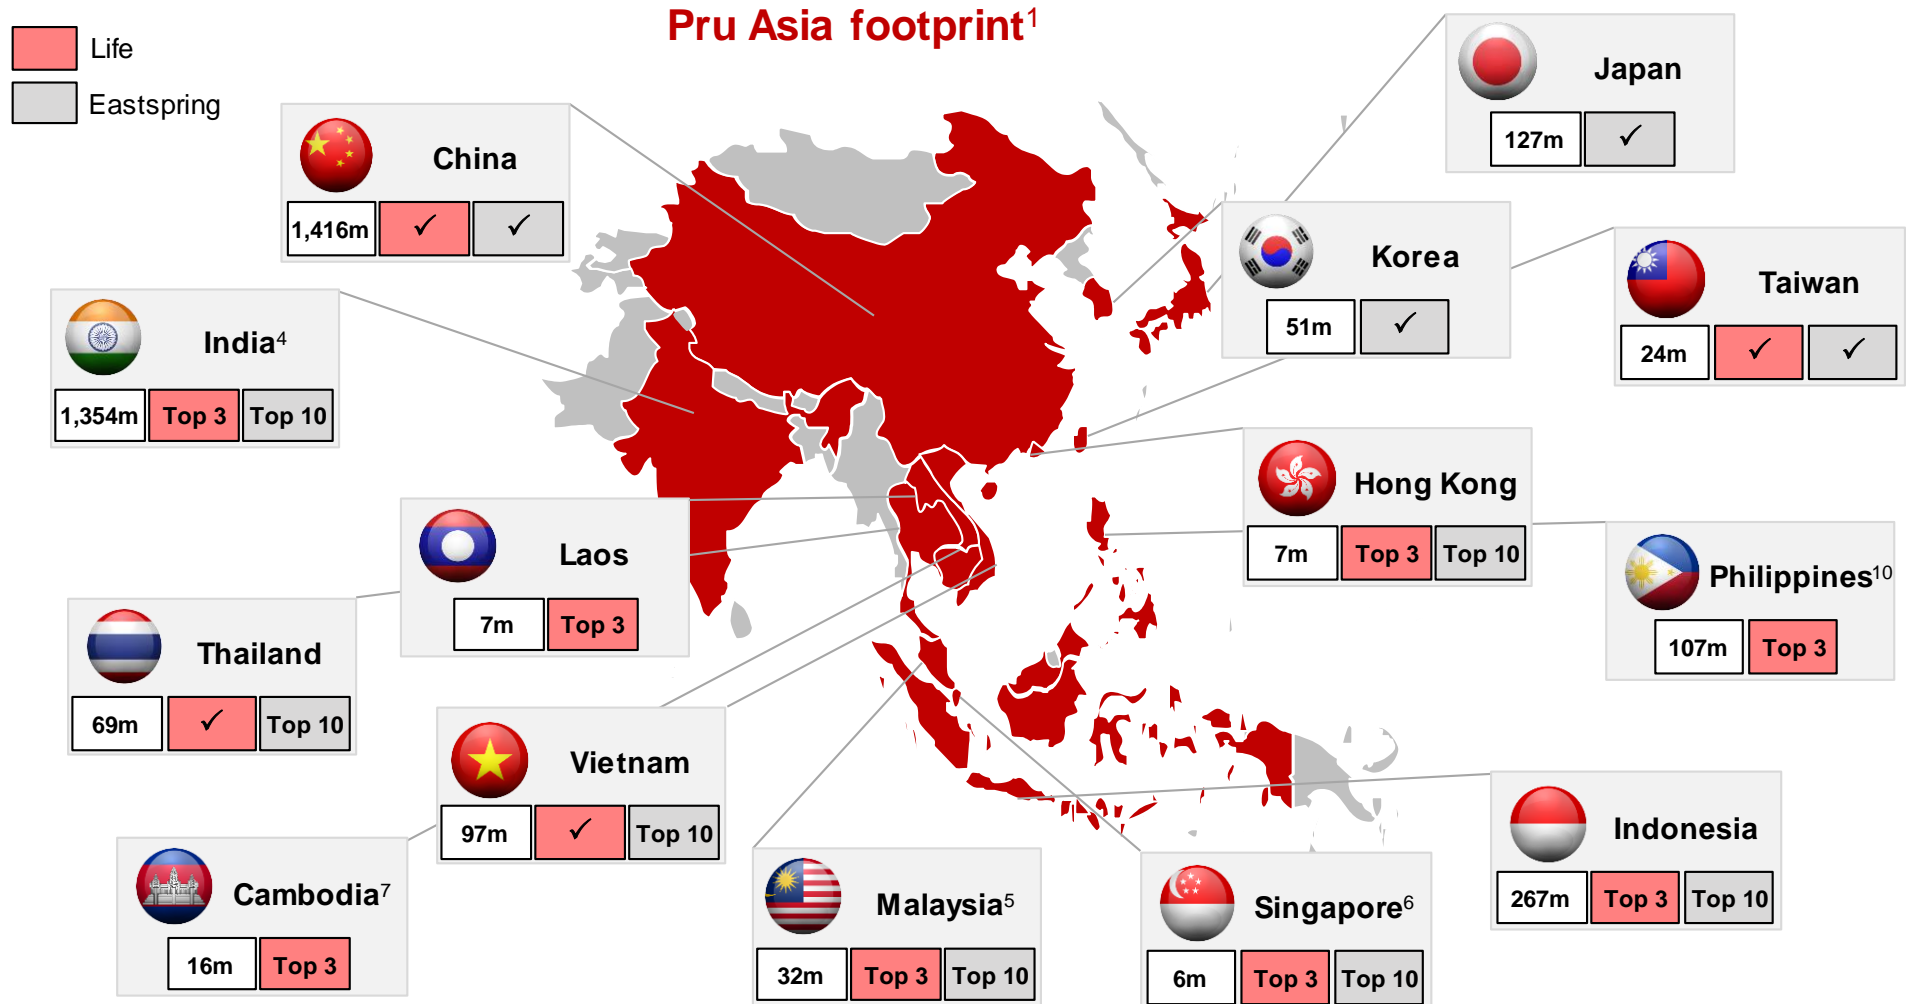 Pru Asia footprint1
Life
Eastspring
Japan
127m ✓
China
1,416m ✓ ✓
Korea
51m ✓
Taiwan
24m ✓ ✓
India4
1,354m Top 3 Top 10
Hong Kong
7m Top 3 Top 10
Laos
7m Top 3
Philippines10
107m Top 3
Thailand
69m ✓ Top 10
Vietnam
97m ✓ Top 10
Indonesia
267m Top 3 Top 10
Cambodia7
16m Top 3
Malaysia5
32m Top 3 Top 10
Singapore6
6m Top 3 Top 10